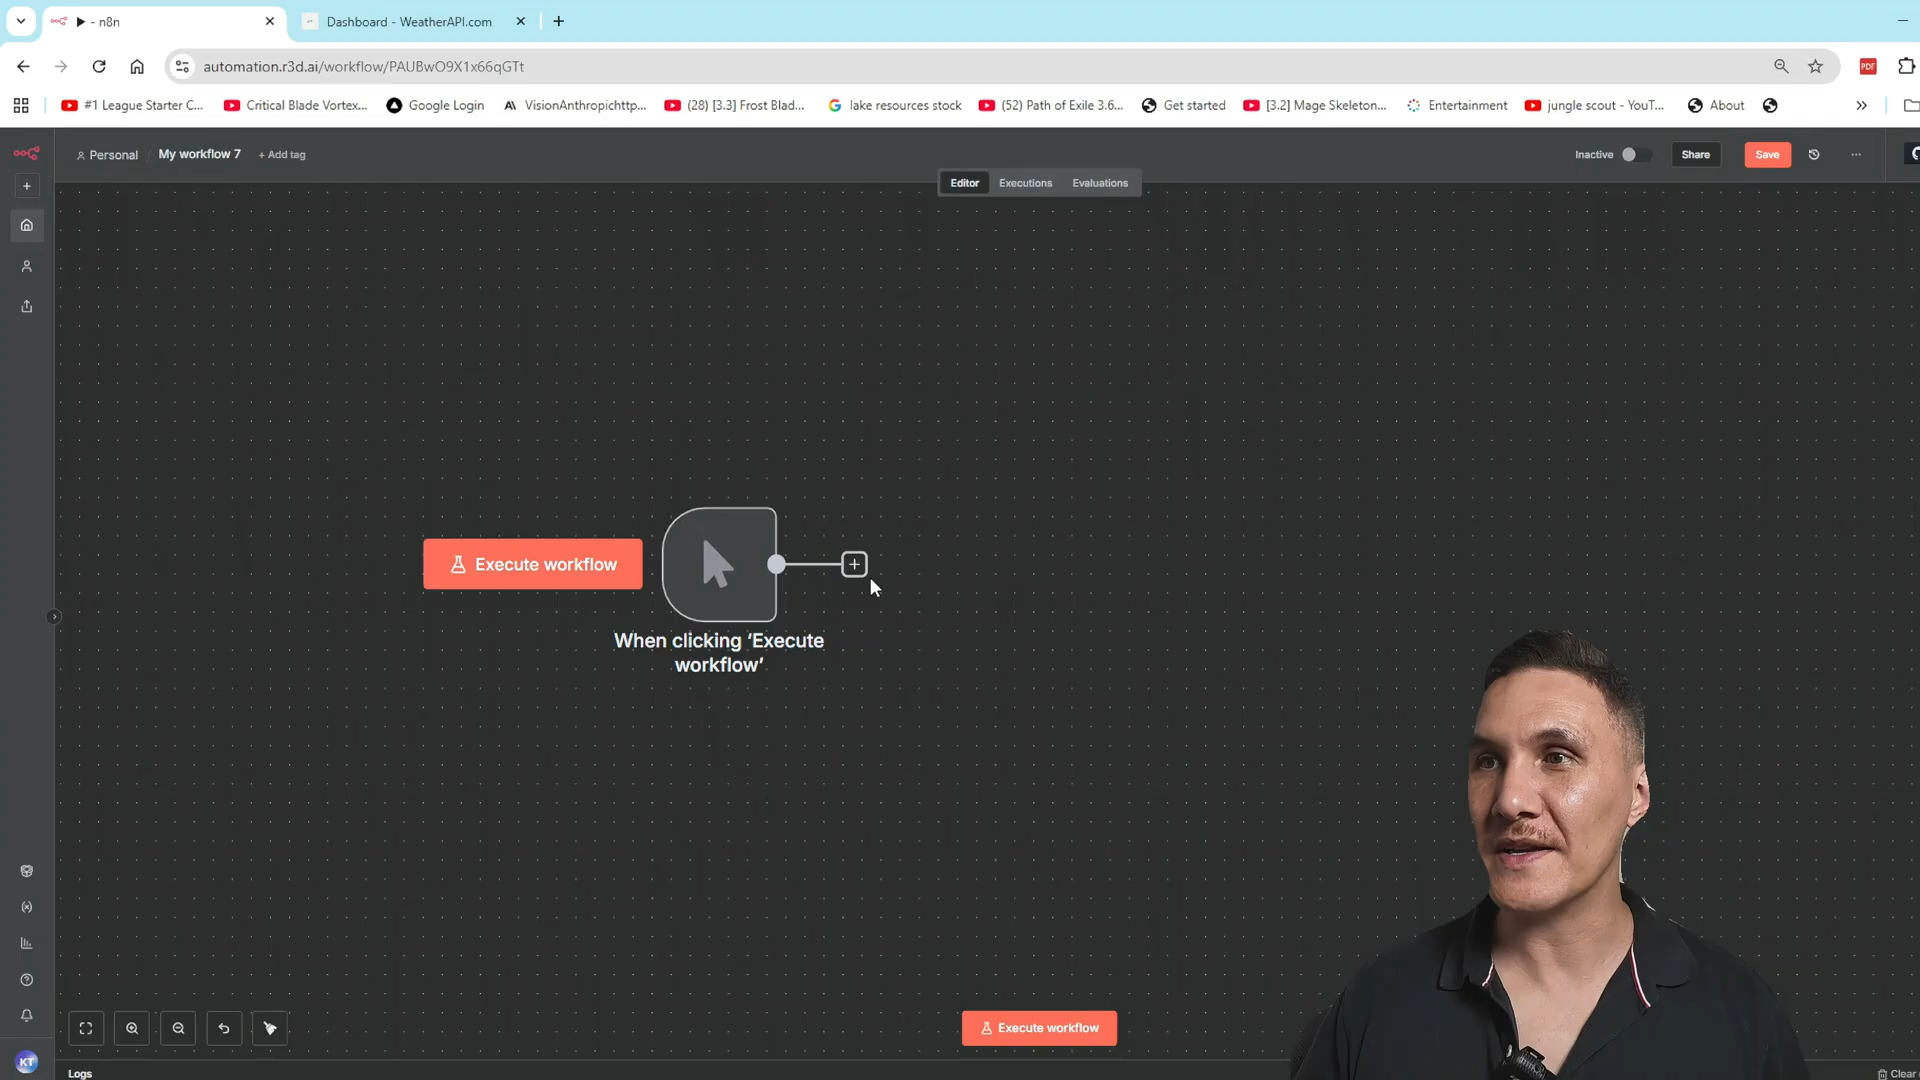 - n8n
Dashboard - WeatherAPI.com
automation.r3d.ai/workflow/PAUBwO9X1x66qGTt
PDF
#1 League Starter C...
Critical Blade Vortex...
Google Login
VisionAnthropichttp...
(28) [3.3] Frost Blad...
lake resources stock
(52) Path of Exile 3.6...
Get started
[3.2] Mage Skeleton...
Entertainment
jungle scout - YouT...
About
Personal / My workflow 7
+ Add tag
Inactive
Share
Save
Editor
Executions
Evaluations
Execute workflow
When clicking ‘Execute
workflow’
Execute workflow
KT
Logs
Clear